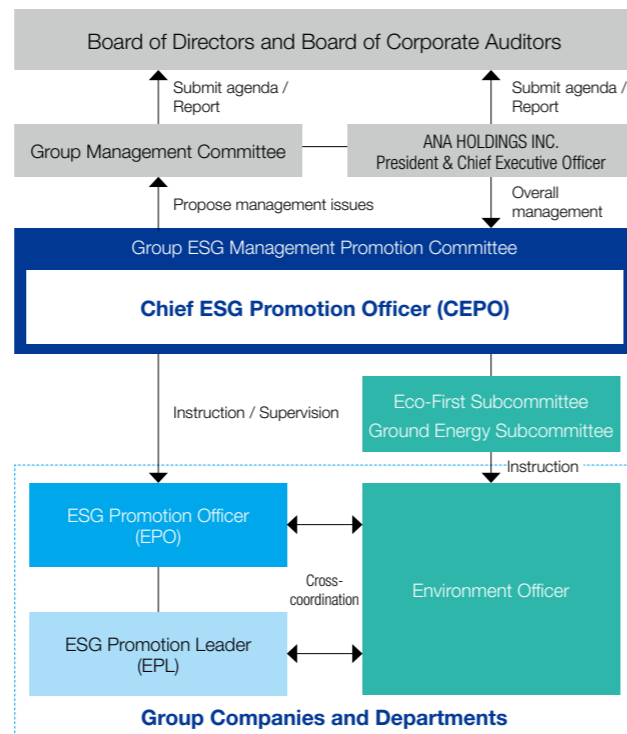 Board of Directors and Board of Corporate Auditors
Submit agenda /
Report
Submit agenda /
Report
Group Management Committee
ANA HOLDINGS INC.
President & Chief Executive Officer
Propose management issues
Overall
management
Group ESG Management Promotion Committee
Chief ESG Promotion Officer (CEPO)
Instruction / Supervision
Eco-First Subcommittee
Ground Energy Subcommittee
Instruction
ESG Promotion Officer
(EPO)
Cross-
coordination
Environment Officer
ESG Promotion Leader
(EPL)
Group Companies and Departments